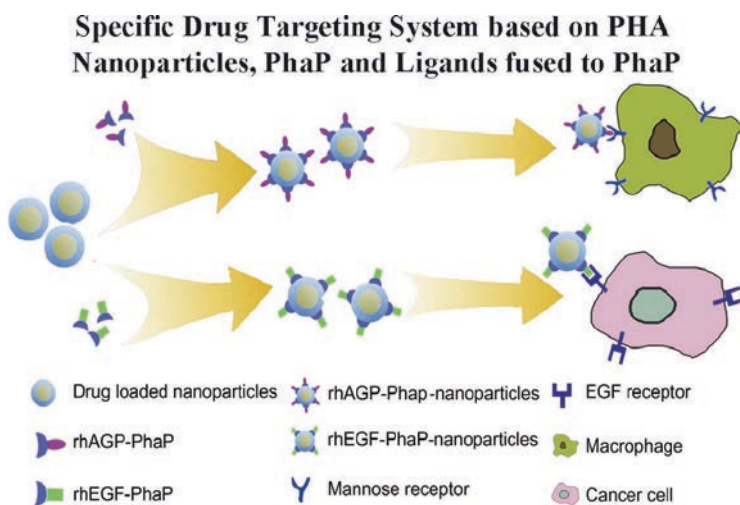 Specific Drug Targeting System based on PHA
Nanoparticles, PhaP and Ligands fused to PhaP
Drug loaded nanoparticles
rhAGP-Phap-nanoparticles
EGF receptor
rhAGP-PhaP
rhEGF-PhaP-nanoparticles
Macrophage
rhEGF-PhaP
Mannose receptor
Cancer cell